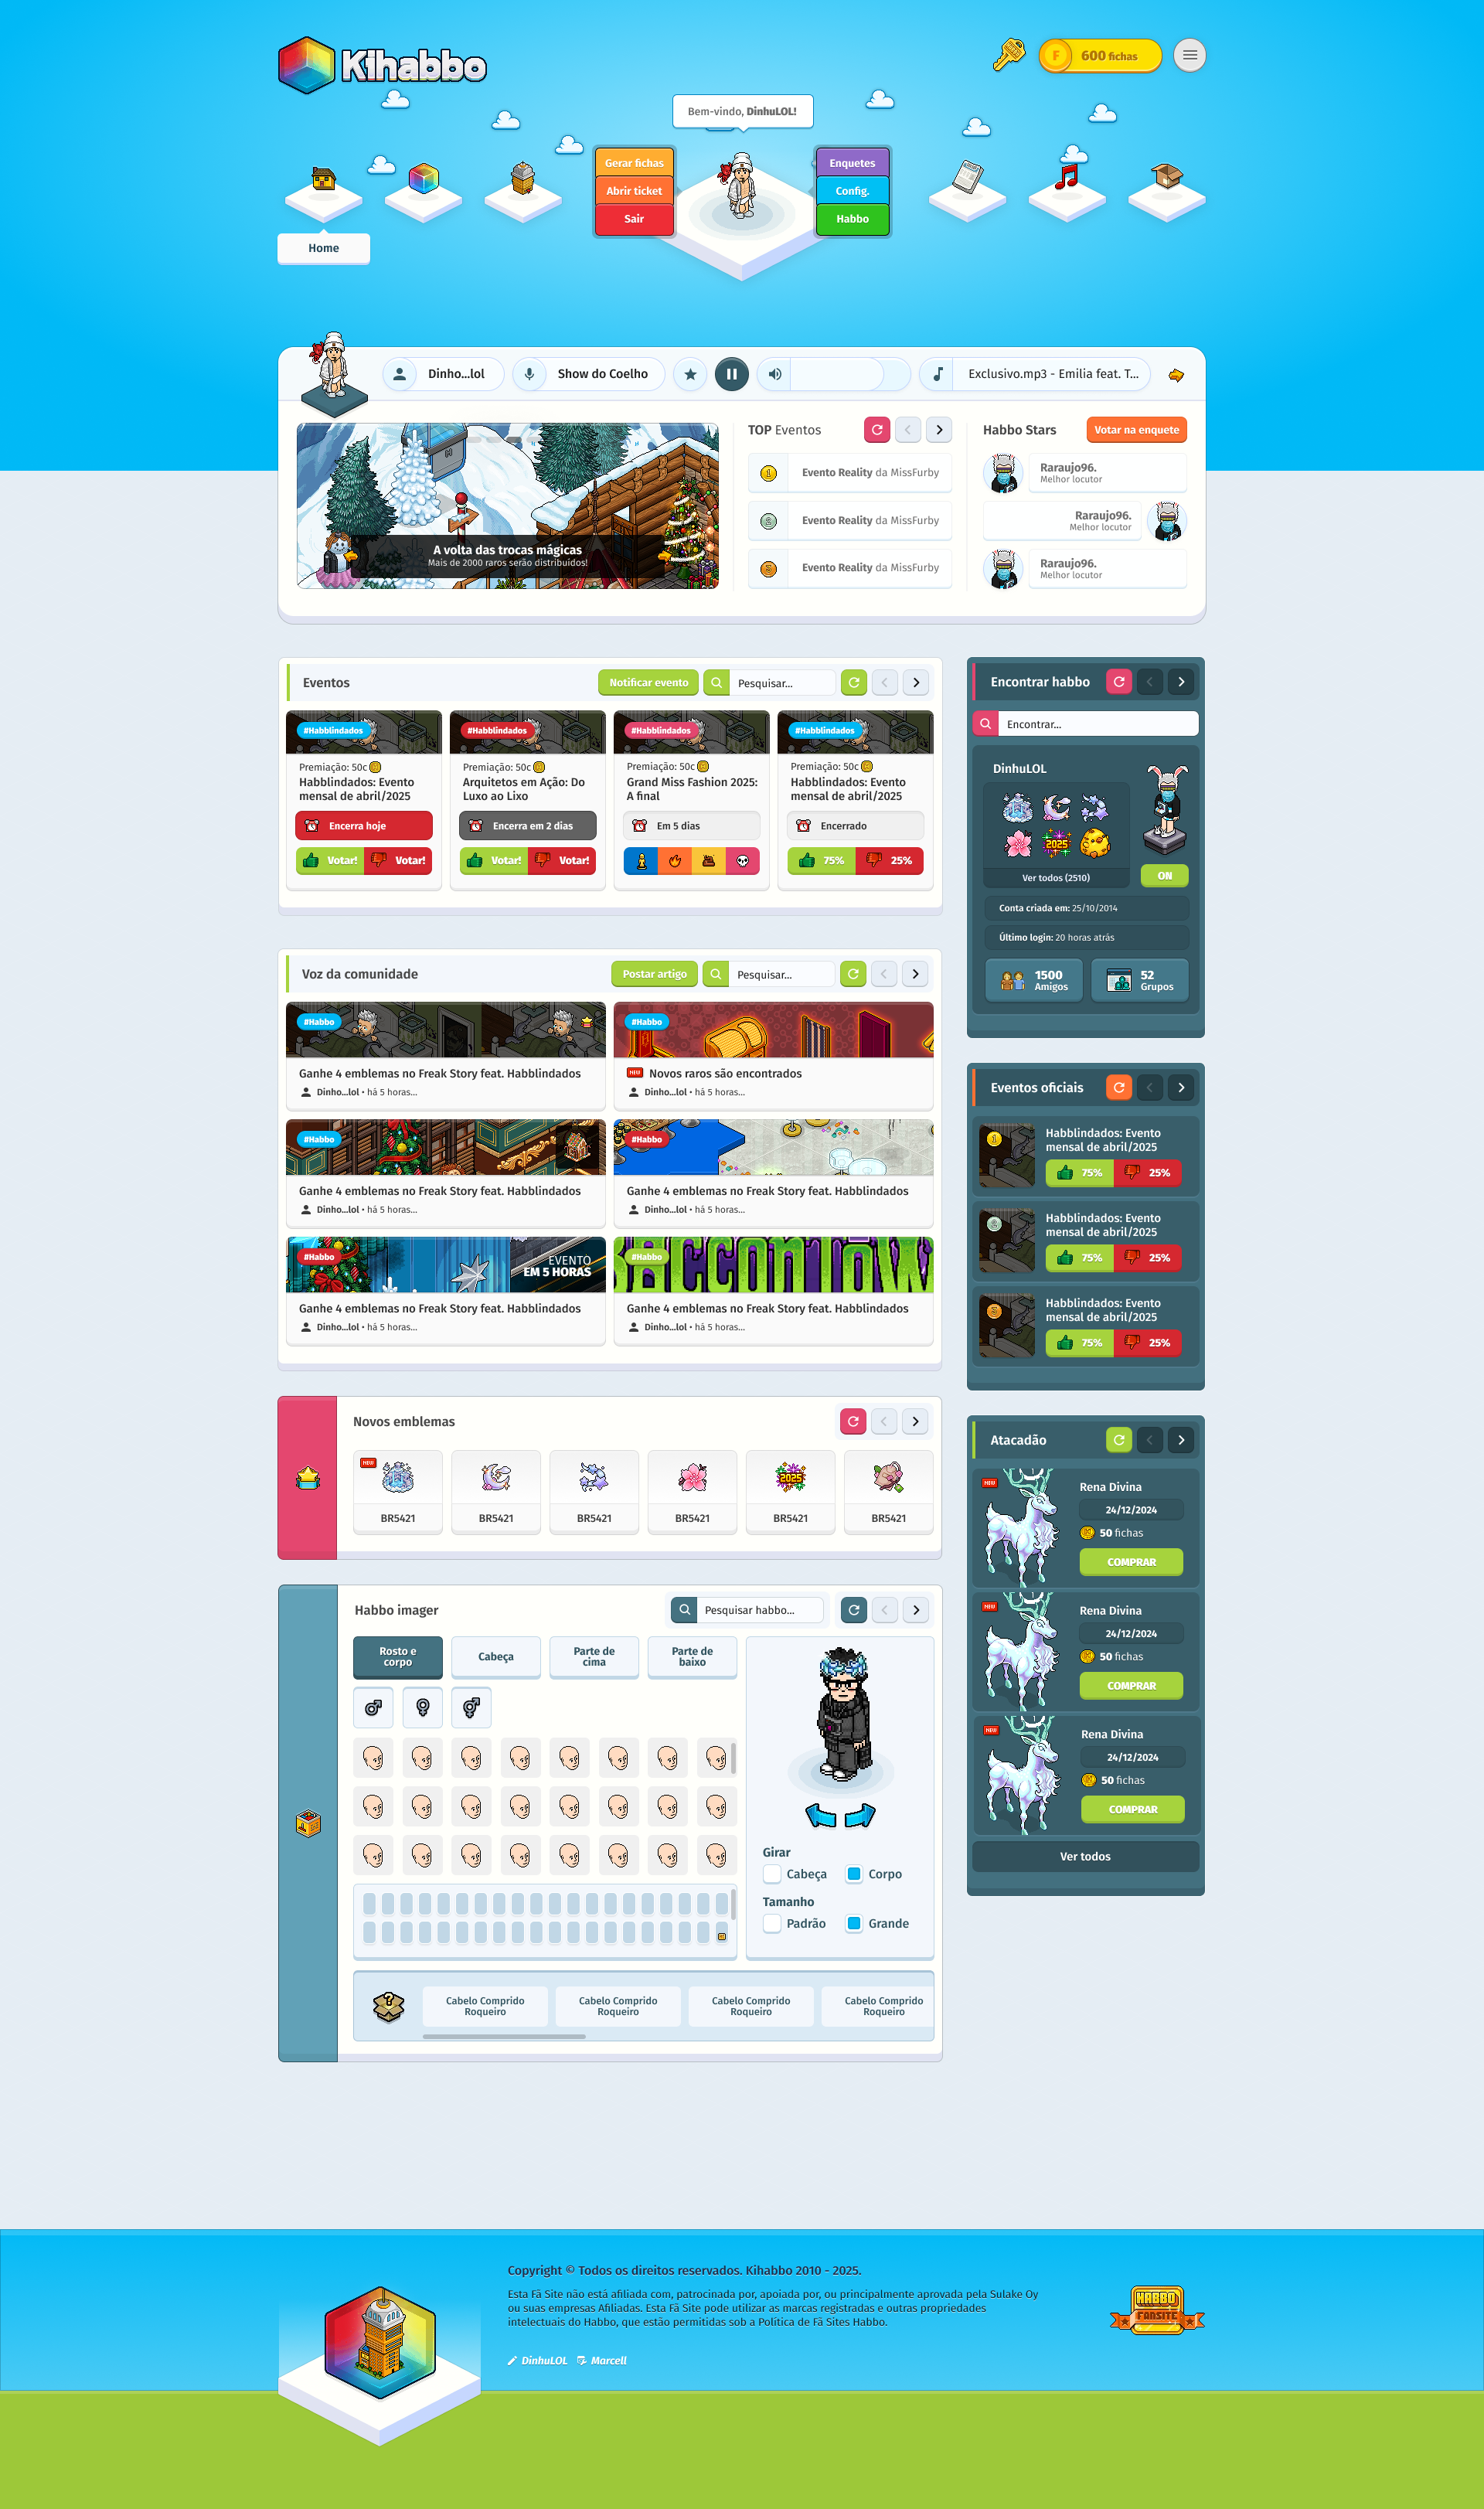 Kihabbo
F 600 fichas
Bem-vindo, DinhuLOL!
Gerar fichas
Abrir ticket
Sair
Enquetes
Config.
Habbo
Home
Dinho...lol
Show do Coelho
Exclusivo.mp3 - Emilia feat. T...
A volta das trocas mágicas
Mais de 2000 raros serão distribuídos!
TOP Eventos
1 Evento Reality da MissFurby
2 Evento Reality da MissFurby
3 Evento Reality da MissFurby
Habbo Stars
Votar na enquete
Raraujo96.
Melhor locutor
Raraujo96.
Melhor locutor
Raraujo96.
Melhor locutor
Eventos
Notificar evento
Pesquisar...
#Habblindados
Premiação: 50c
Habblindados: Evento
mensal de abril/2025
Encerra hoje
Votar! Votar!
#Habblindados
Premiação: 50c
Arquitetos em Ação: Do
Luxo ao Lixo
Encerra em 2 dias
Votar! Votar!
#Habblindados
Premiação: 50c
Grand Miss Fashion 2025:
A final
Em 5 dias
#Habblindados
Premiação: 50c
Habblindados: Evento
mensal de abril/2025
Encerrado
75% 25%
Encontrar habbo
Encontrar...
DinhuLOL
2025
Ver todos (2510)
ON
Conta criada em: 25/10/2014
Último login: 20 horas atrás
1500
Amigos
52
Grupos
Voz da comunidade
Postar artigo
Pesquisar...
#Habbo
Ganhe 4 emblemas no Freak Story feat. Habblindados
Dinho...lol • há 5 horas...
#Habbo
NEW Novos raros são encontrados
Dinho...lol • há 5 horas...
#Habbo
Ganhe 4 emblemas no Freak Story feat. Habblindados
Dinho...lol • há 5 horas...
#Habbo
Ganhe 4 emblemas no Freak Story feat. Habblindados
Dinho...lol • há 5 horas...
#Habbo
EVENTO
EM 5 HORAS
Ganhe 4 emblemas no Freak Story feat. Habblindados
Dinho...lol • há 5 horas...
#Habbo
Ganhe 4 emblemas no Freak Story feat. Habblindados
Dinho...lol • há 5 horas...
Eventos oficiais
1
Habblindados: Evento
mensal de abril/2025
75% 25%
2
Habblindados: Evento
mensal de abril/2025
75% 25%
3
Habblindados: Evento
mensal de abril/2025
75% 25%
Novos emblemas
NEW
2025
BR5421
BR5421
BR5421
BR5421
BR5421
BR5421
Atacadão
NEW
Rena Divina
24/12/2024
50 fichas
COMPRAR
NEW
Rena Divina
24/12/2024
50 fichas
COMPRAR
NEW
Rena Divina
24/12/2024
50 fichas
COMPRAR
Ver todos
Habbo imager
Pesquisar habbo...
Rosto e
corpo
Cabeça
Parte de
cima
Parte de
baixo
Girar
Cabeça Corpo
Tamanho
Padrão Grande
Cabelo Comprido
Roqueiro
Cabelo Comprido
Roqueiro
Cabelo Comprido
Roqueiro
Cabelo Comprido
Roqueiro
Copyright © Todos os direitos reservados. Kihabbo 2010 - 2025.
Esta Fã Site não está afiliada com, patrocinada por, apoiada por, ou principalmente aprovada pela Sulake Oy
ou suas empresas Afiliadas. Esta Fã Site pode utilizar as marcas registradas e outras propriedades
intelectuais do Habbo, que estão permitidas sob a Política de Fã Sites Habbo.
DinhuLOL Marcell
HABBO
FANSITE